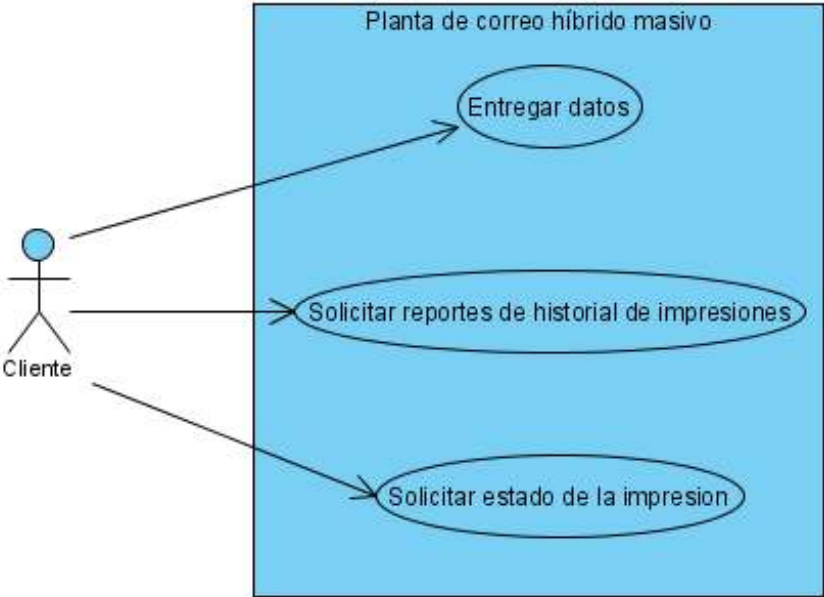 Planta de correo híbrido masivo
Entregar datos
Solicitar reportes de historial de impresiones
Cliente
Solicitar estado de la impresion